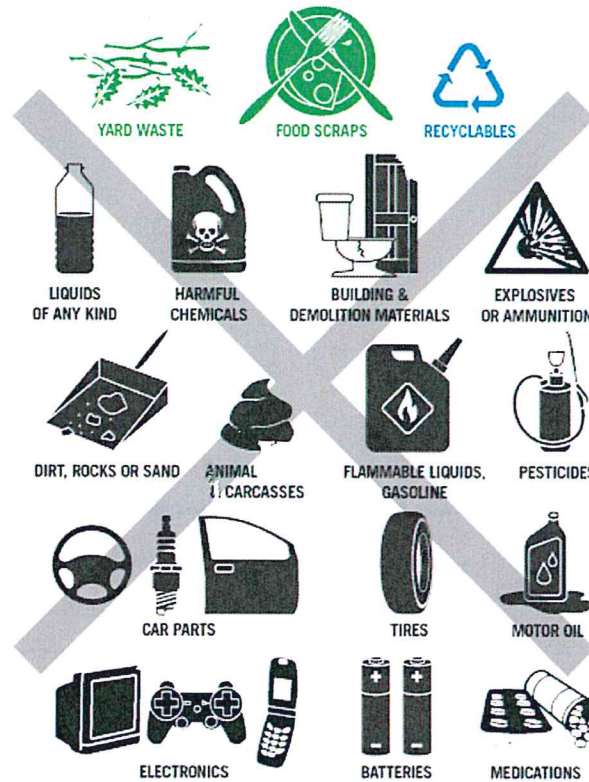 YARD WASTE
FOOD SCRAPS
RECYCLABLES
LIQUIDS
OF ANY KIND
HARMFUL
CHEMICALS
BUILDING &
DEMOLITION MATERIALS
EXPLOSIVES
OR AMMUNITION
DIRT, ROCKS OR SAND
ANIMAL
CARCASSES
FLAMMABLE LIQUIDS,
GASOLINE
PESTICIDES
CAR PARTS
TIRES
MOTOR OIL
ELECTRONICS
BATTERIES
MEDICATIONS